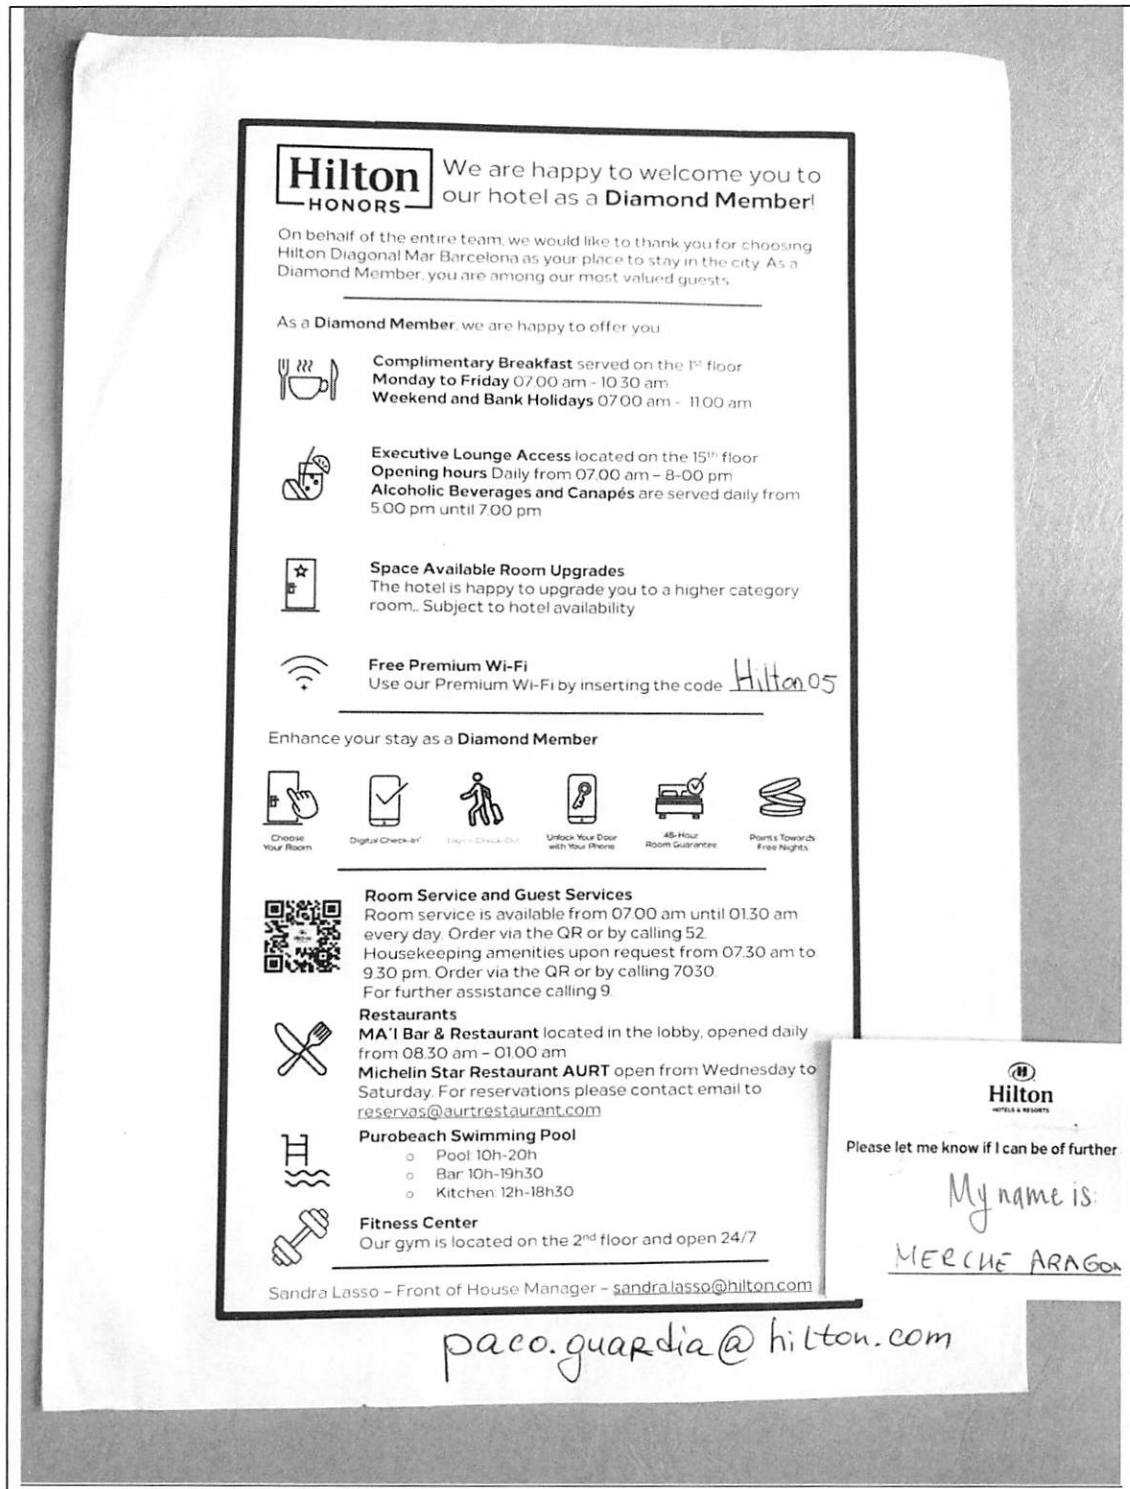 Hilton
HONORS
We are happy to welcome you to
our hotel as a Diamond Member!
On behalf of the entire team, we would like to thank you for choosing
Hilton Diagonal Mar Barcelona as your place to stay in the city. As a
Diamond Member, you are among our most valued guests
As a Diamond Member, we are happy to offer you
Complimentary Breakfast served on the 1st floor
Monday to Friday 07.00 am - 10.30 am
Weekend and Bank Holidays 07.00 am - 11.00 am
Executive Lounge Access located on the 15th floor
Opening hours Daily from 07.00 am – 8-00 pm
Alcoholic Beverages and Canapés are served daily from
5.00 pm until 7.00 pm
Space Available Room Upgrades
The hotel is happy to upgrade you to a higher category
room.. Subject to hotel availability
Free Premium Wi-Fi
Use our Premium Wi-Fi by inserting the code Hilton05
Enhance your stay as a Diamond Member
Choose
Your Room
Digital Check-in*
Digital Check-Out
Unlock Your Door
with Your Phone
48-Hour
Room Guarantee
Points Towards
Free Nights
Room Service and Guest Services
Room service is available from 07.00 am until 01.30 am
every day. Order via the QR or by calling 52.
Housekeeping amenities upon request from 07.30 am to
9.30 pm. Order via the QR or by calling 7030.
For further assistance calling 9.
Restaurants
MA'I Bar & Restaurant located in the lobby, opened daily
from 08.30 am – 01.00 am
Michelin Star Restaurant AURT open from Wednesday to
Saturday. For reservations please contact email to
reservas@aurtrestaurant.com
Purobeach Swimming Pool
o Pool: 10h-20h
o Bar: 10h-19h30
o Kitchen: 12h-18h30
Fitness Center
Our gym is located on the 2nd floor and open 24/7
Sandra Lasso – Front of House Manager – sandra.lasso@hilton.com
paco.guardia@hilton.com
Hilton
HOTELS & RESORTS
Please let me know if I can be of further
My name is:
MERCHE ARAGON